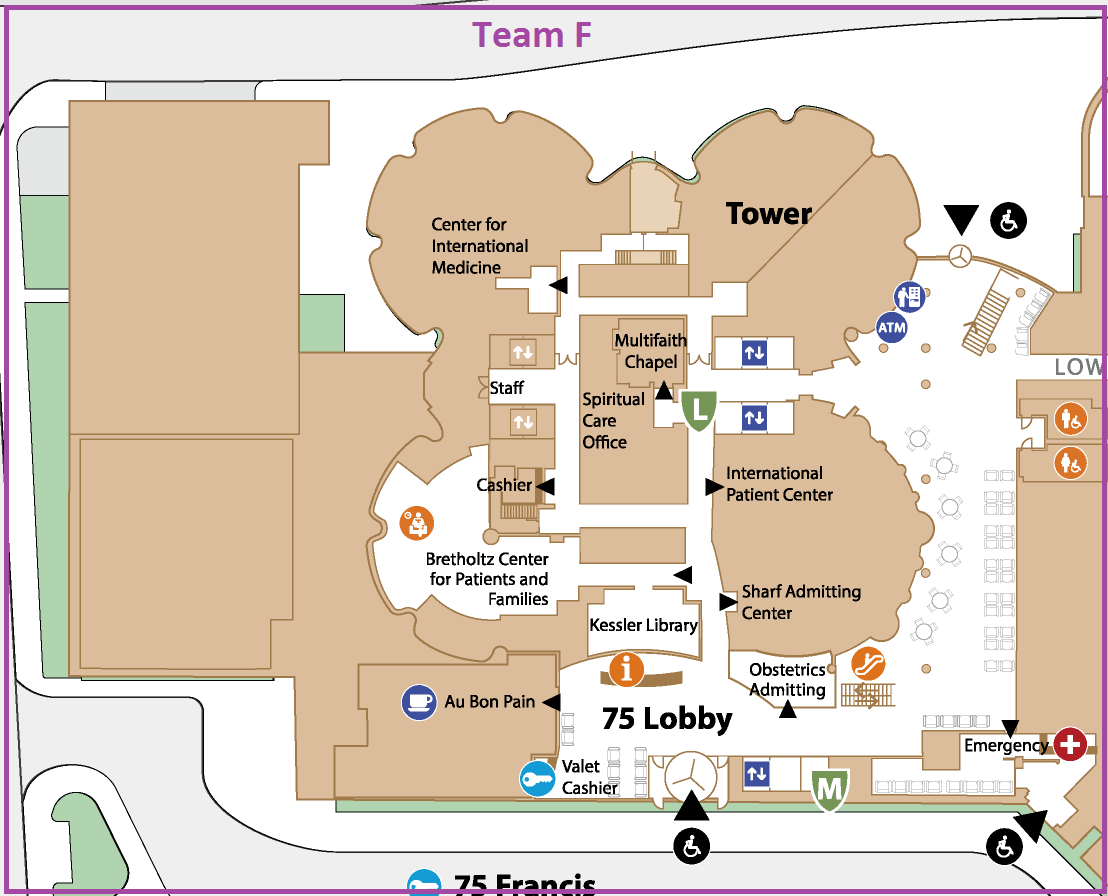 Team F
Tower
Center for
International
Medicine
ATM
Multifaith
Chapel
LOW
Staff
Spiritual
Care
Office
L
Cashier
International
Patient Center
Bretholtz Center
for Patients and
Families
Sharf Admitting
Center
Kessler Library
i
Obstetrics
Admitting
Au Bon Pain
75 Lobby
Emergency
Valet
Cashier
M
75 Francis